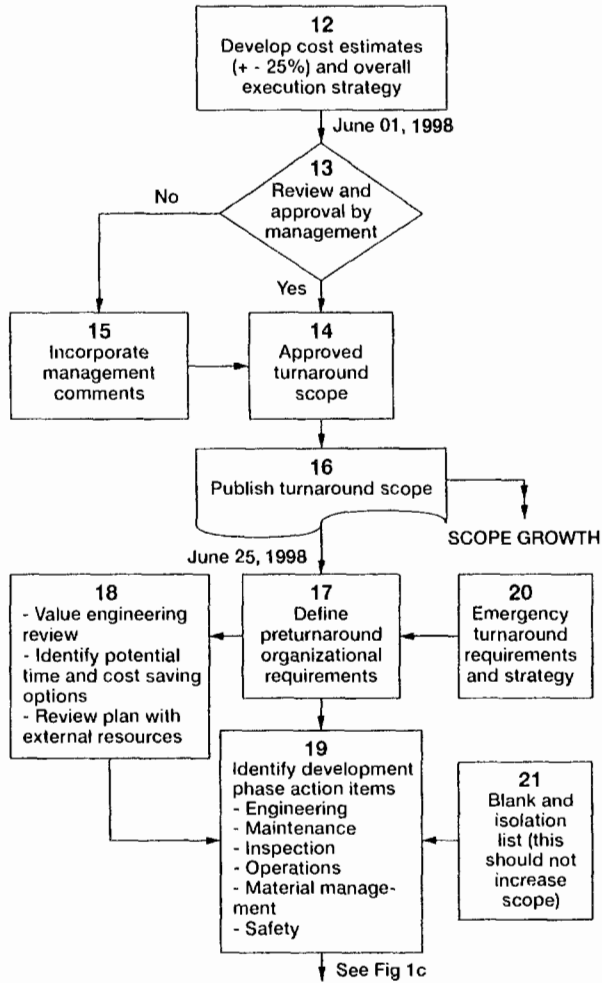 12
Develop cost estimates
(+ - 25%) and overall
execution strategy
June 01, 1998
13
Review and
approval by
management
No
Yes
15
Incorporate
management
comments
14
Approved
turnaround
scope
16
Publish turnaround scope
SCOPE GROWTH
June 25, 1998
18
- Value engineering
review
- Identify potential
time and cost saving
options
- Review plan with
external resources
17
Define
preturnaround
organizational
requirements
20
Emergency
turnaround
requirements
and strategy
19
Identify development
phase action items
- Engineering
- Maintenance
- Inspection
- Operations
- Material manage-
ment
- Safety
21
Blank and
isolation
list (this
should not
increase
scope)
See Fig 1c